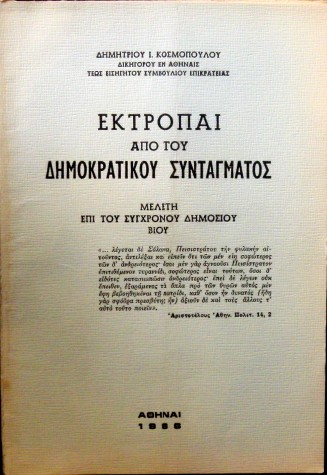 ΔΗΜΗΤΡΙΟΥ Ι. ΚΟΣΜΟΠΟΥΛΟΥ
ΔΙΚΗΓΟΡΟΥ ΕΝ ΑΘΗΝΑΙΣ
ΤΕΩΣ ΕΙΣΗΓΗΤΟΥ ΣΥΜΒΟΥΛΙΟΥ ΕΠΙΚΡΑΤΕΙΑΣ
ΕΚΤΡΟΠΑΙ
ΑΠΟ ΤΟΥ
ΔΗΜΟΚΡΑΤΙΚΟΥ ΣΥΝΤΑΓΜΑΤΟΣ
ΜΕΛΕΤΗ
ΕΠΙ ΤΟΥ ΣΥΓΧΡΟΝΟΥ ΔΗΜΟΣΙΟΥ
ΒΙΟΥ
«... λέγεται δὲ Σόλωνα, Πεισιστράτου τὴν φυλακὴν αἰ-
τοῦντος, ἀντιλέξαι καὶ εἰπεῖν ὅτι τῶν μὲν εἴη σοφώτερος
τῶν δ' ἀνδρειότερος· ὅσοι μὲν γὰρ ἀγνοοῦσι Πεισίστρατον
ἐπιτιθέμενον τυραννίδι, σοφώτερος εἶναι τούτων, ὅσοι δ'
εἰδότες κατασιωπῶσιν ἀνδρειότερος· ἐπεὶ δὲ λέγων οὐκ
ἔπειθεν, ἐξαράμενος τὰ ὅπλα πρὸ τῶν θυρῶν αὐτὸς μὲν
ἔφη βεβοηθηκέναι τῇ πατρίδι, καθ' ὅσον ἦν δυνατὸς (ἤδη
γὰρ σφόδρα πρεσβύτης ἦν) ἀξιοῦν δὲ καὶ τοὺς ἄλλους τ'
αὐτὸ τοῦτο ποιεῖν».
Ἀριστοτέλους Ἀθην. Πολιτ. 14, 2
ΑΘΗΝΑΙ